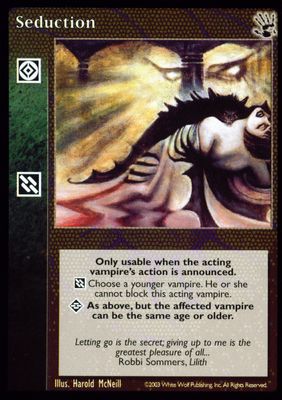 Seduction
Only usable when the acting
vampire's action is announced.
Choose a younger vampire. He or she
cannot block this acting vampire.
As above, but the affected vampire
can be the same age or older.
Letting go is the secret; giving up to me is the
greatest pleasure of all...
Robbi Sommers, Lilith
Illus. Harold McNeill
©2003 White Wolf Publishing, Inc. All Rights Reserved.